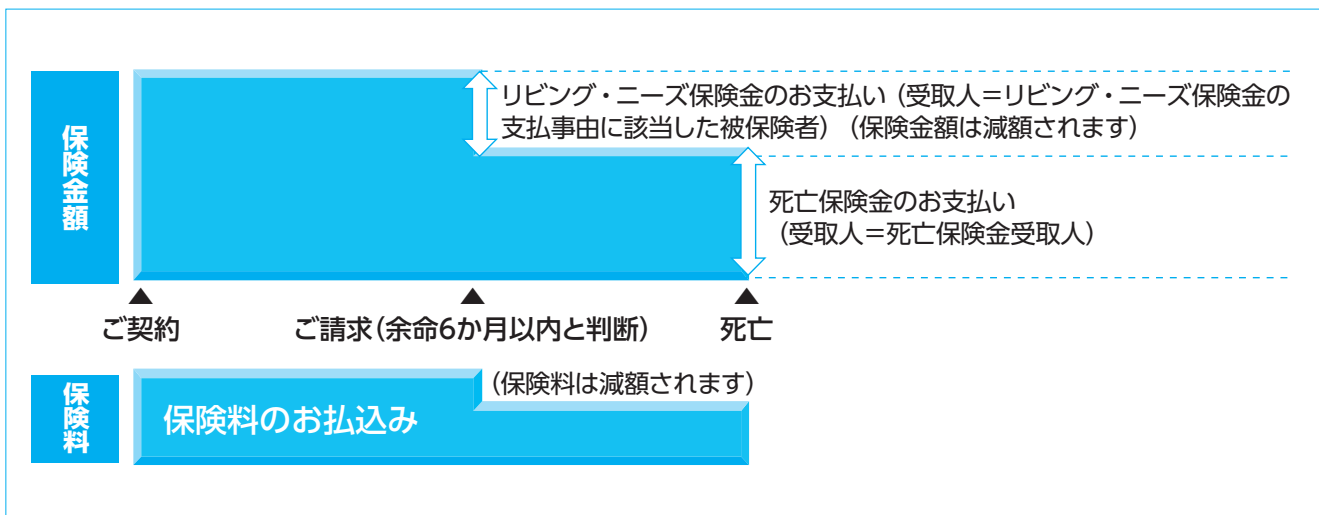 保険金額
リビング・ニーズ保険金のお支払い（受取人＝リビング・ニーズ保険金の
支払事由に該当した被保険者）（保険金額は減額されます）
死亡保険金のお支払い
（受取人＝死亡保険金受取人）
ご契約
ご請求（余命6か月以内と判断）
死亡
保険料
（保険料は減額されます）
保険料のお払込み